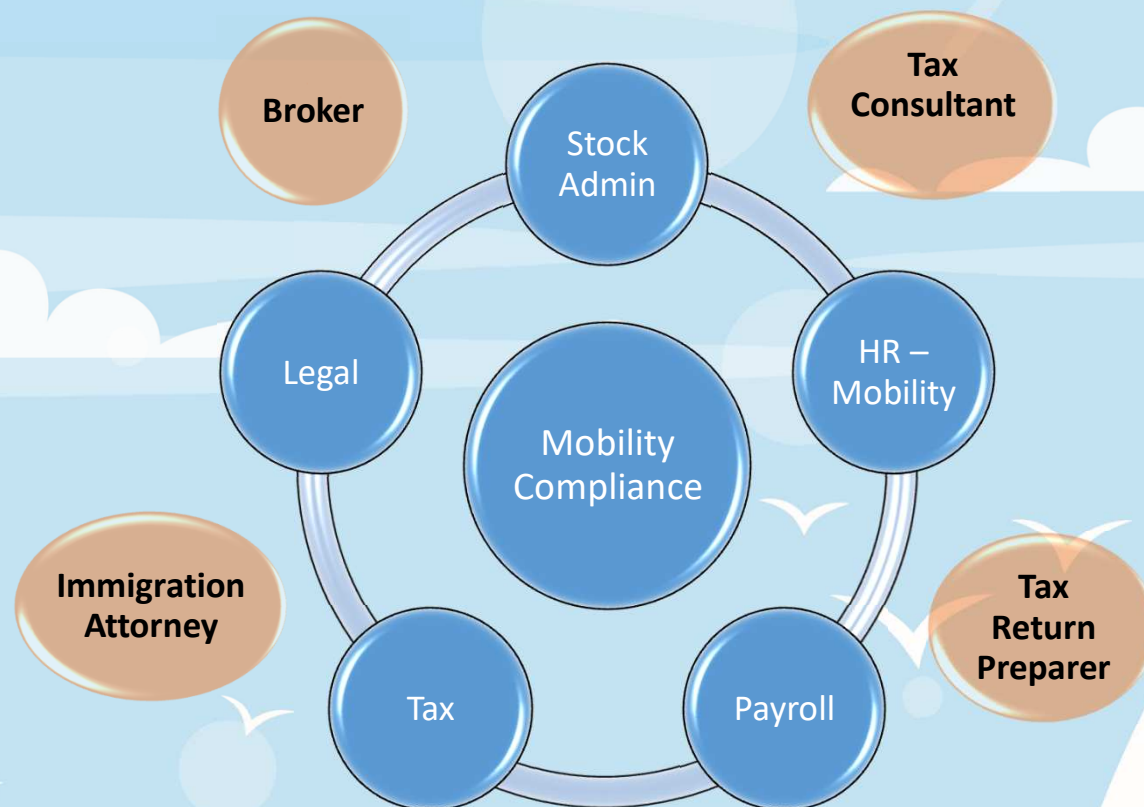 Broker
Tax
Consultant
Stock
Admin
Legal
HR –
Mobility
Mobility
Compliance
Immigration
Attorney
Tax
Return
Preparer
Tax
Payroll